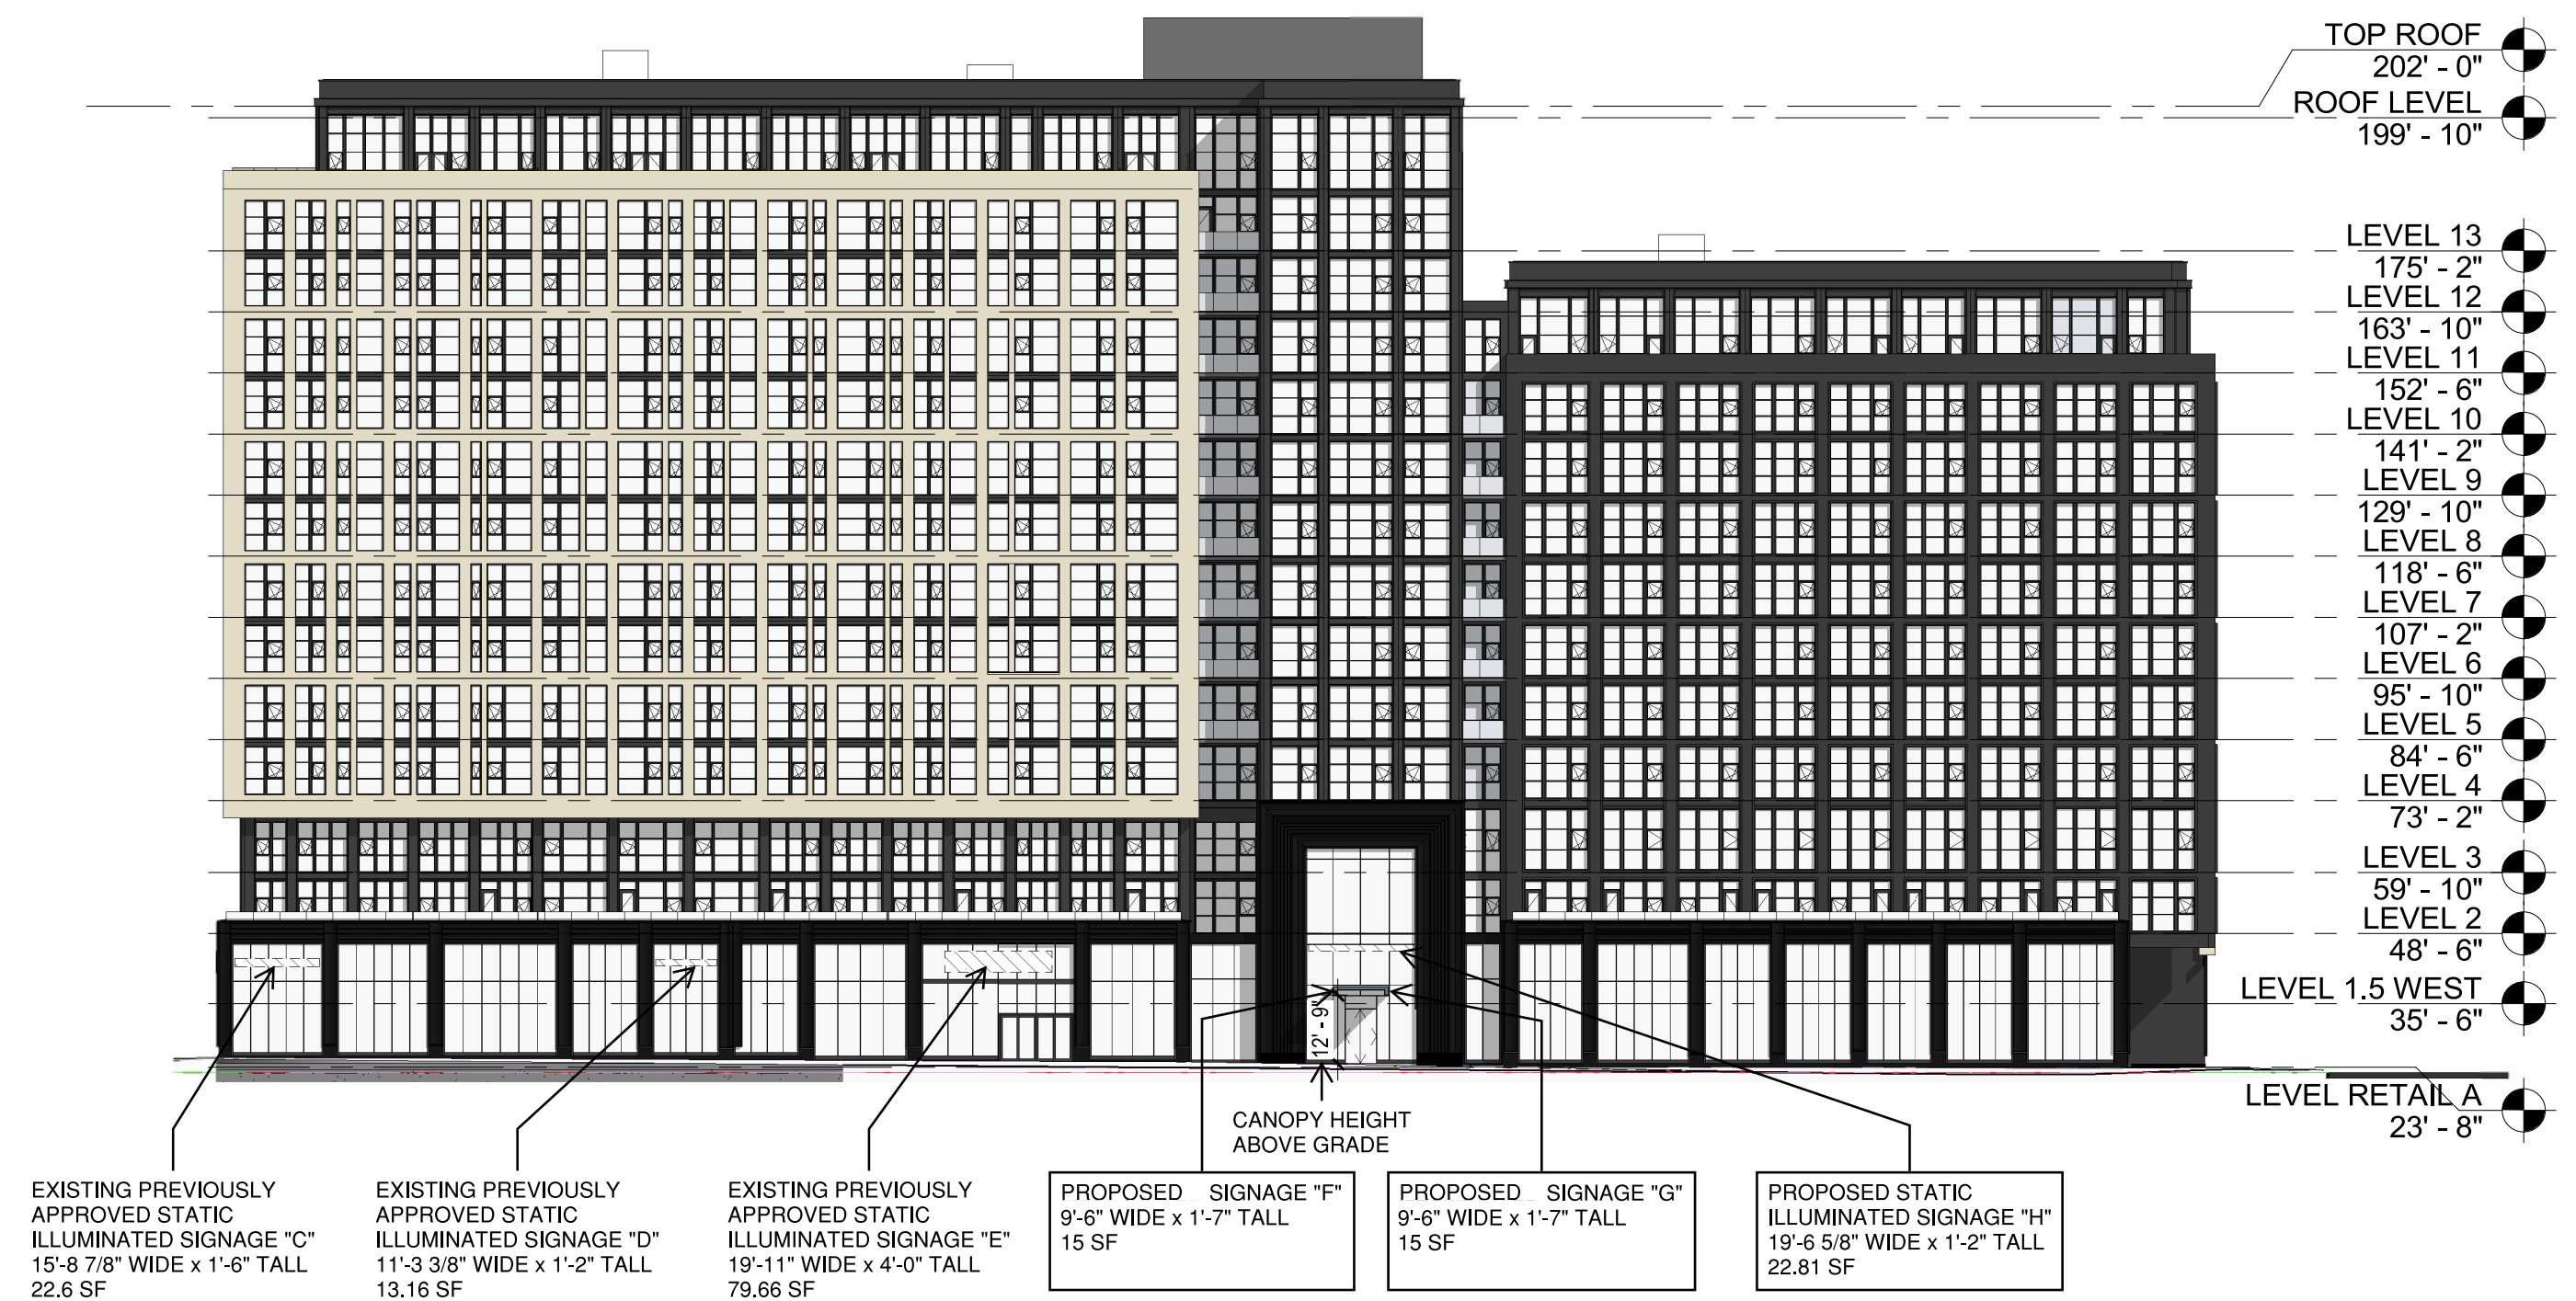 TOP ROOF
202' - 0"
ROOF LEVEL
199' - 10"
LEVEL 13
175' - 2"
LEVEL 12
163' - 10"
LEVEL 11
152' - 6"
LEVEL 10
141' - 2"
LEVEL 9
129' - 10"
LEVEL 8
118' - 6"
LEVEL 7
107' - 2"
LEVEL 6
95' - 10"
LEVEL 5
84' - 6"
LEVEL 4
73' - 2"
LEVEL 3
59' - 10"
LEVEL 2
48' - 6"
LEVEL 1.5 WEST
35' - 6"
LEVEL RETAIL A
23' - 8"
12' - 9"
CANOPY HEIGHT
ABOVE GRADE
EXISTING PREVIOUSLY
APPROVED STATIC
ILLUMINATED SIGNAGE "C"
15'-8 7/8" WIDE x 1'-6" TALL
22.6 SF
EXISTING PREVIOUSLY
APPROVED STATIC
ILLUMINATED SIGNAGE "D"
11'-3 3/8" WIDE x 1'-2" TALL
13.16 SF
EXISTING PREVIOUSLY
APPROVED STATIC
ILLUMINATED SIGNAGE "E"
19'-11" WIDE x 4'-0" TALL
79.66 SF
PROPOSED SIGNAGE "F"
9'-6" WIDE x 1'-7" TALL
15 SF
PROPOSED SIGNAGE "G"
9'-6" WIDE x 1'-7" TALL
15 SF
PROPOSED STATIC
ILLUMINATED SIGNAGE "H"
19'-6 5/8" WIDE x 1'-2" TALL
22.81 SF